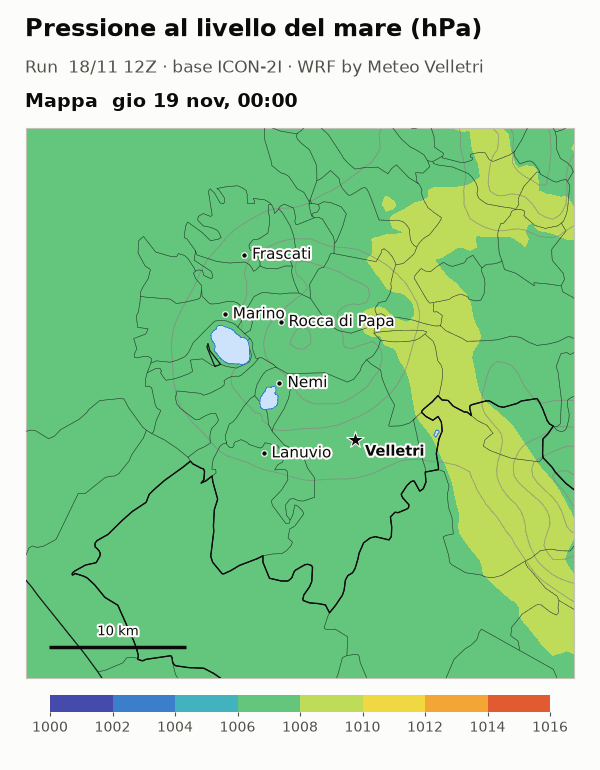 Pressione al livello del mare (hPa)
Run  18/11 12Z · base ICON-2I · WRF by Meteo Velletri
Mappa  gio 19 nov, 00:00
Frascati
Marino
Rocca di Papa
Nemi
Velletri
Lanuvio
10 km
1000 1002 1004 1006 1008 1010 1012 1014 1016